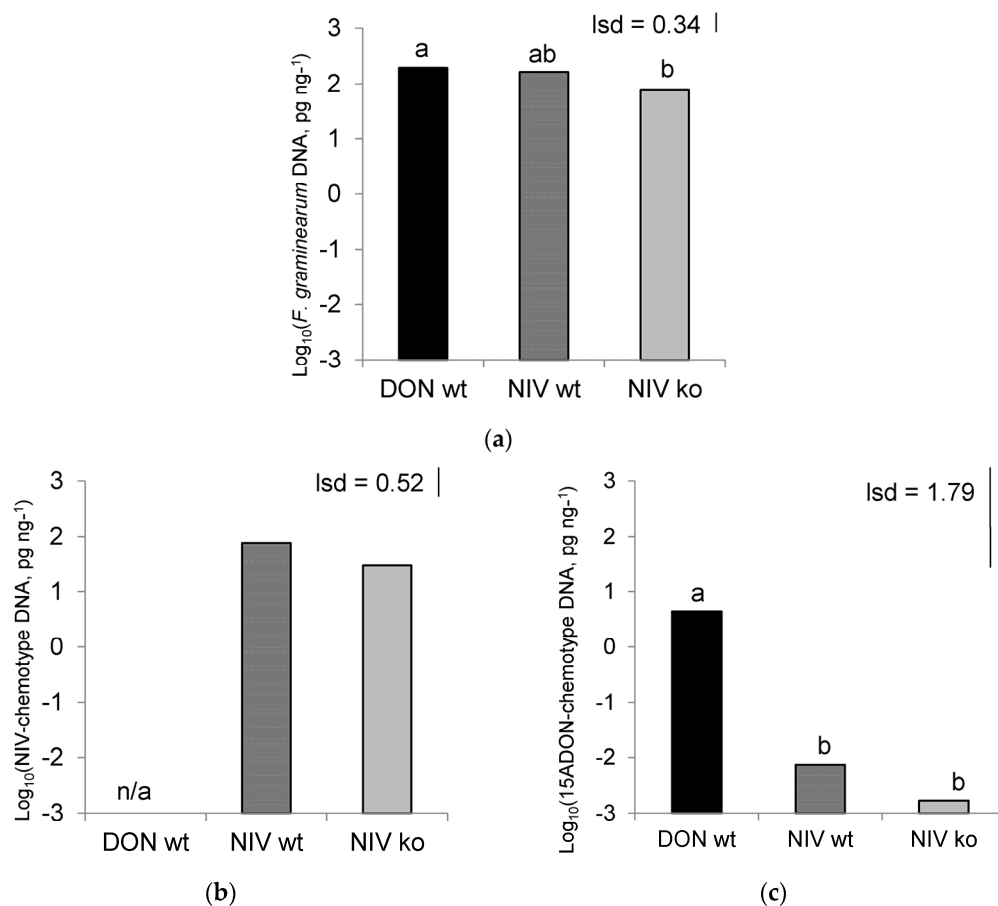 lsd = 0.34
Log10(F. graminearum DNA, pg ng-1)
3
2
1
0
-1
-2
-3
a
ab
b
DON wt
NIV wt
NIV ko
(a)
lsd = 0.52
Log10(NIV-chemotype DNA, pg ng-1)
3
2
1
0
-1
-2
-3
n/a
DON wt
NIV wt
NIV ko
(b)
lsd = 1.79
Log10(15ADON-chemotype DNA, pg ng-1)
3
2
1
0
-1
-2
-3
a
b
b
DON wt
NIV wt
NIV ko
(c)